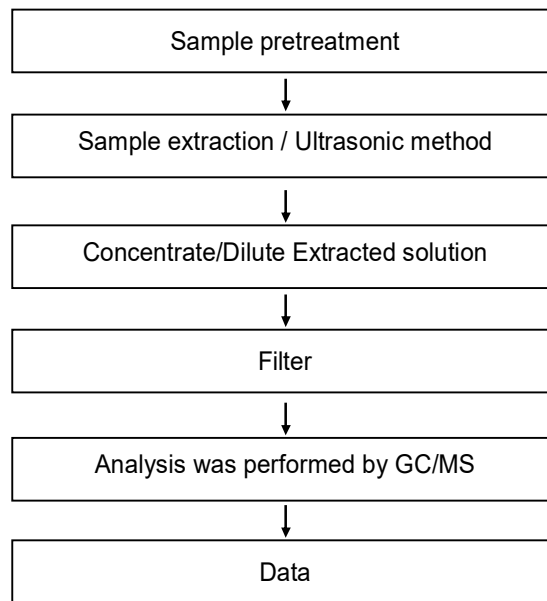 Sample pretreatment
Sample extraction / Ultrasonic method
Concentrate/Dilute Extracted solution
Filter
Analysis was performed by GC/MS
Data